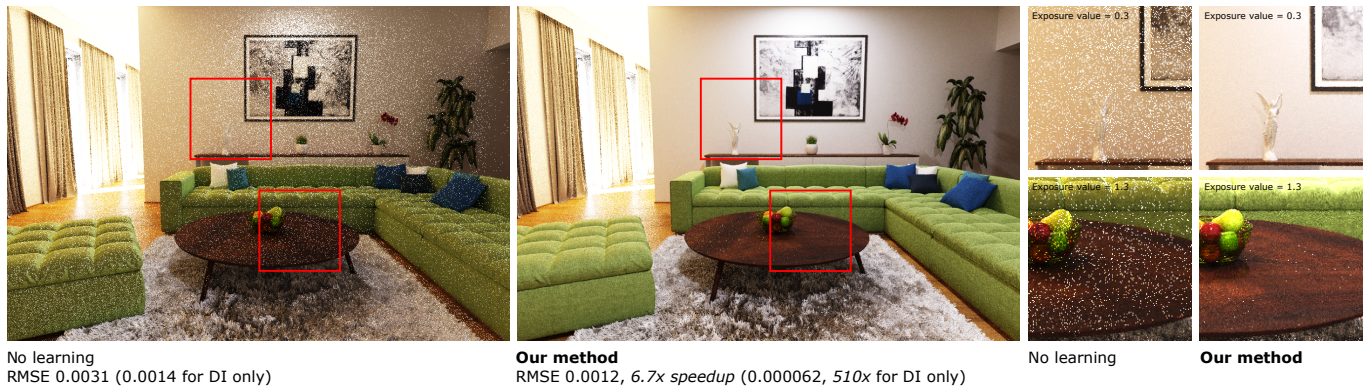 Exposure value = 0.3
Exposure value = 0.3
Exposure value = 1.3
Exposure value = 1.3
No learning
RMSE 0.0031 (0.0014 for DI only)
Our method
RMSE 0.0012, 6.7x speedup (0.000062, 510x for DI only)
No learning
Our method